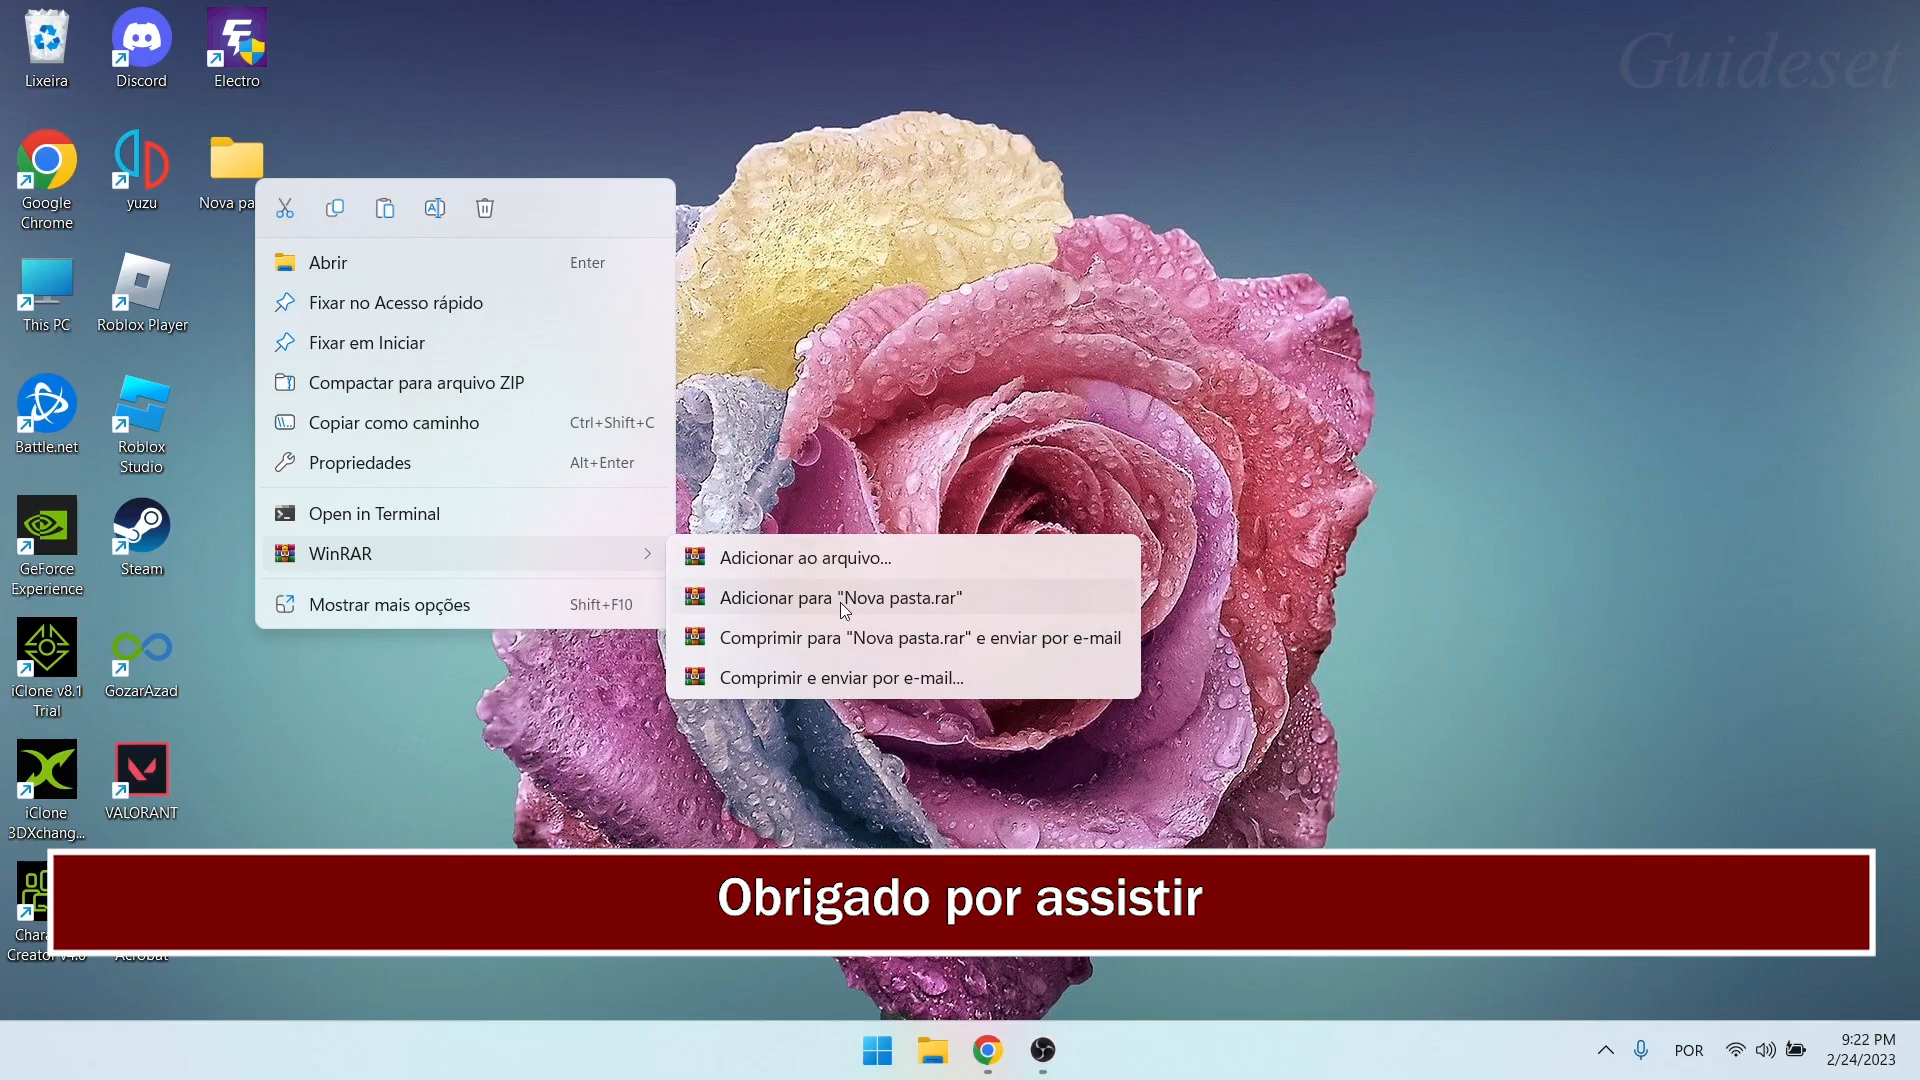 Guideset
Lixeira
Discord
Electro
Google
Chrome
yuzu
Nova pa
This PC
Roblox Player
Battle.net
Roblox
Studio
GeForce
Experience
Steam
iClone v8.1
Trial
GozarAzad
iClone
3DXchang...
VALORANT
Abrir Enter
Fixar no Acesso rápido
Fixar em Iniciar
Compactar para arquivo ZIP
Copiar como caminho Ctrl+Shift+C
Propriedades Alt+Enter
Open in Terminal
WinRAR
Mostrar mais opções Shift+F10
Adicionar ao arquivo...
Adicionar para "Nova pasta.rar"
Comprimir para "Nova pasta.rar" e enviar por e-mail
Comprimir e enviar por e-mail...
Obrigado por assistir
Chara
Creator v4.0
Acrobat
POR
9:22 PM
2/24/2023